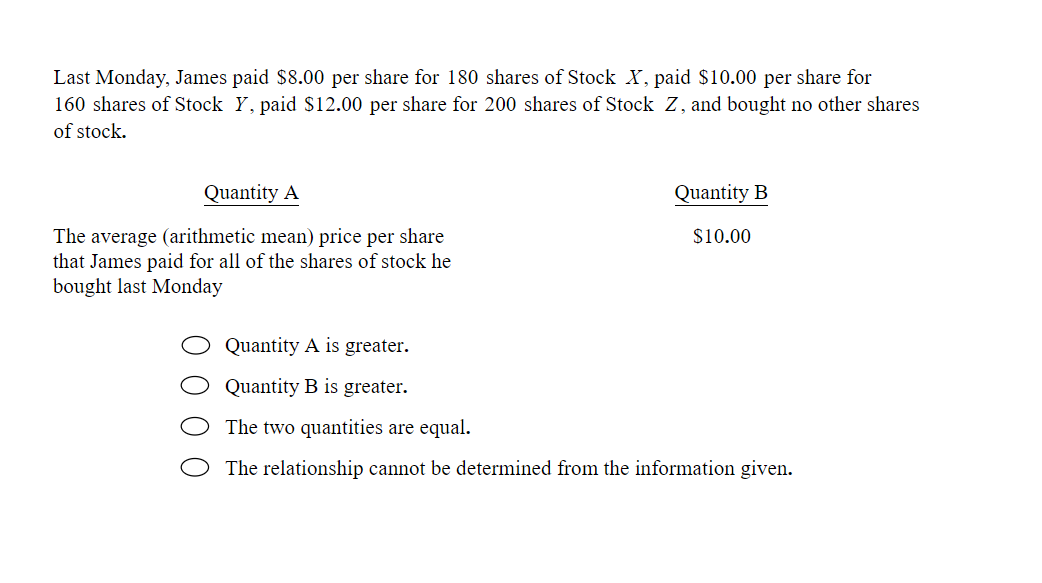 Last Monday, James paid $8.00 per share for 180 shares of Stock X, paid $10.00 per share for
160 shares of Stock Y, paid $12.00 per share for 200 shares of Stock Z, and bought no other shares
of stock.
Quantity A
Quantity B
The average (arithmetic mean) price per share
$10.00
that James paid for all of the shares of stock he
bought last Monday
Quantity A is greater.
Quantity B is greater.
The two quantities are equal.
The relationship cannot be determined from the information given.